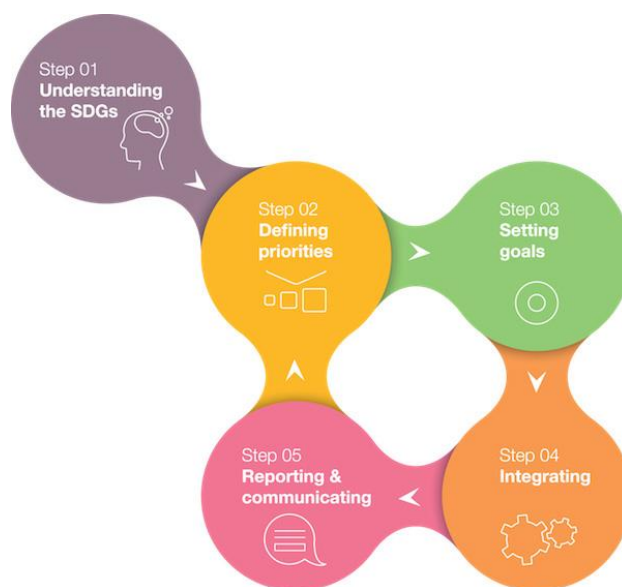 Step 01
Understanding
the SDGs
Step 02
Defining
priorities
Step 03
Setting
goals
Step 04
Integrating
Step 05
Reporting &
communicating